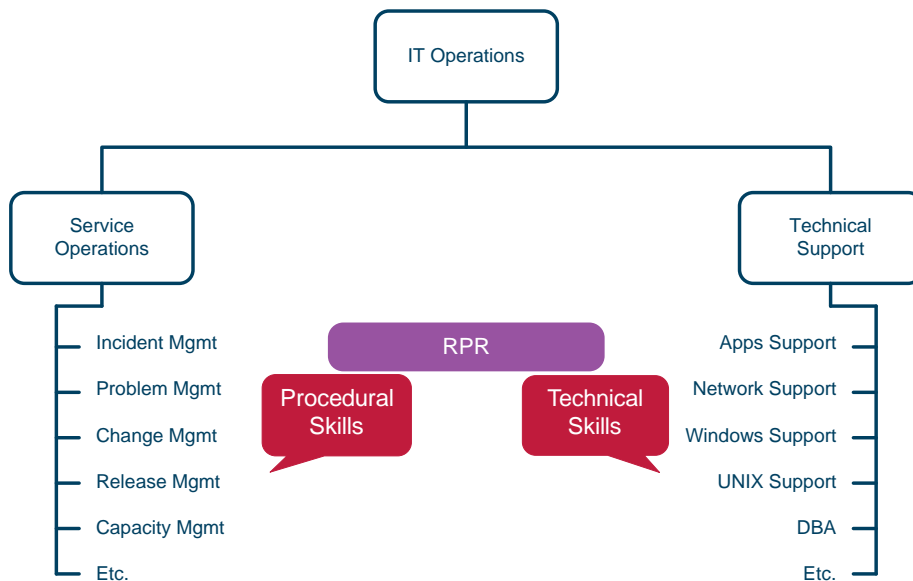 IT Operations
Service
Operations
Technical
Support
Incident Mgmt
Problem Mgmt
Change Mgmt
Release Mgmt
Capacity Mgmt
Etc.
RPR
Procedural
Skills
Technical
Skills
Apps Support
Network Support
Windows Support
UNIX Support
DBA
Etc.